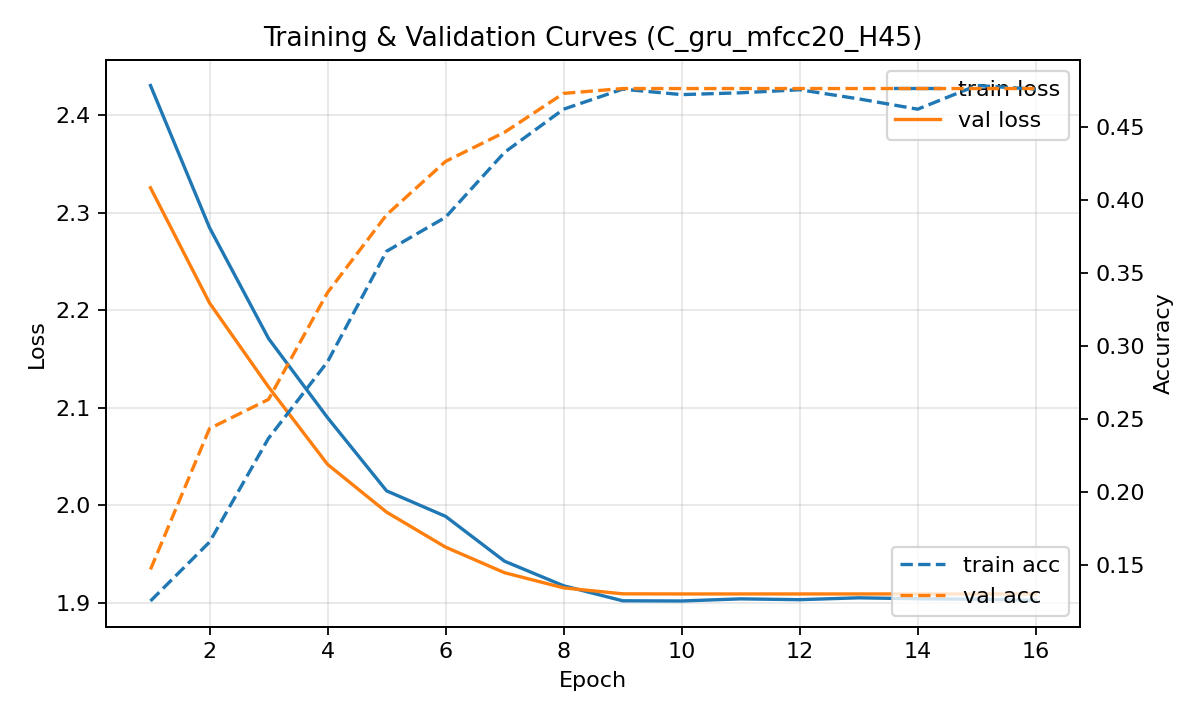 Training & Validation Curves (C_gru_mfcc20_H45)
train loss
val loss
2.4
2.3
2.2
2.1
2.0
1.9
Loss
0.45
0.40
0.35
0.30
0.25
0.20
0.15
Accuracy
train acc
val acc
2 4 6 8 10 12 14 16
Epoch